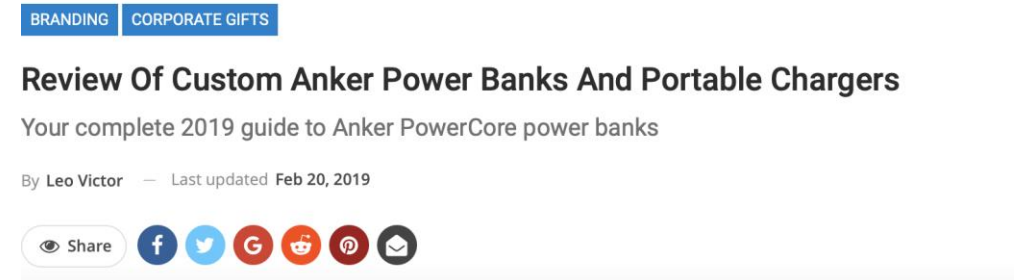 BRANDING CORPORATE GIFTS
Review Of Custom Anker Power Banks And Portable Chargers
Your complete 2019 guide to Anker PowerCore power banks
By Leo Victor — Last updated Feb 20, 2019
Share f G